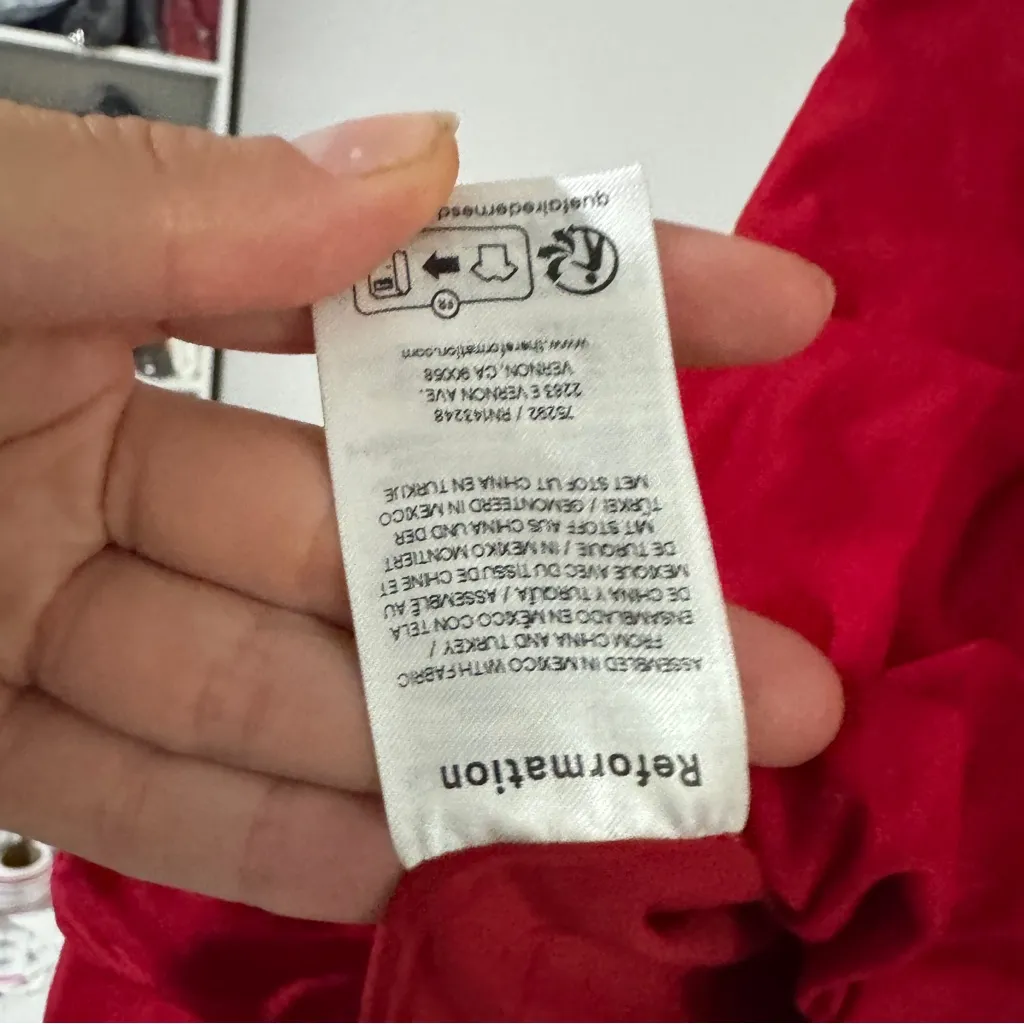 Reformation
ASSEMBLED IN MEXICO WITH FABRIC
FROM CHINA AND TURKEY /
ENSAMBLADO EN MÉXICO CON TELA
DE CHINA Y TURQUÍA / ASSEMBLÉ AU
MEXIQUE AVEC DU TISSU DE CHINE ET
DE TURQUIE / IN MEXIKO MONTIERT
MIT STOFF AUS CHINA UND DER
TÜRKEI / GEMONTEERD IN MEXICO
MET STOF UIT CHINA EN TURKIJE
75292 / RN143248
2263 E VERNON AVE.
VERNON, CA 90058
www.thereformation.com
FR
quefairedemesd